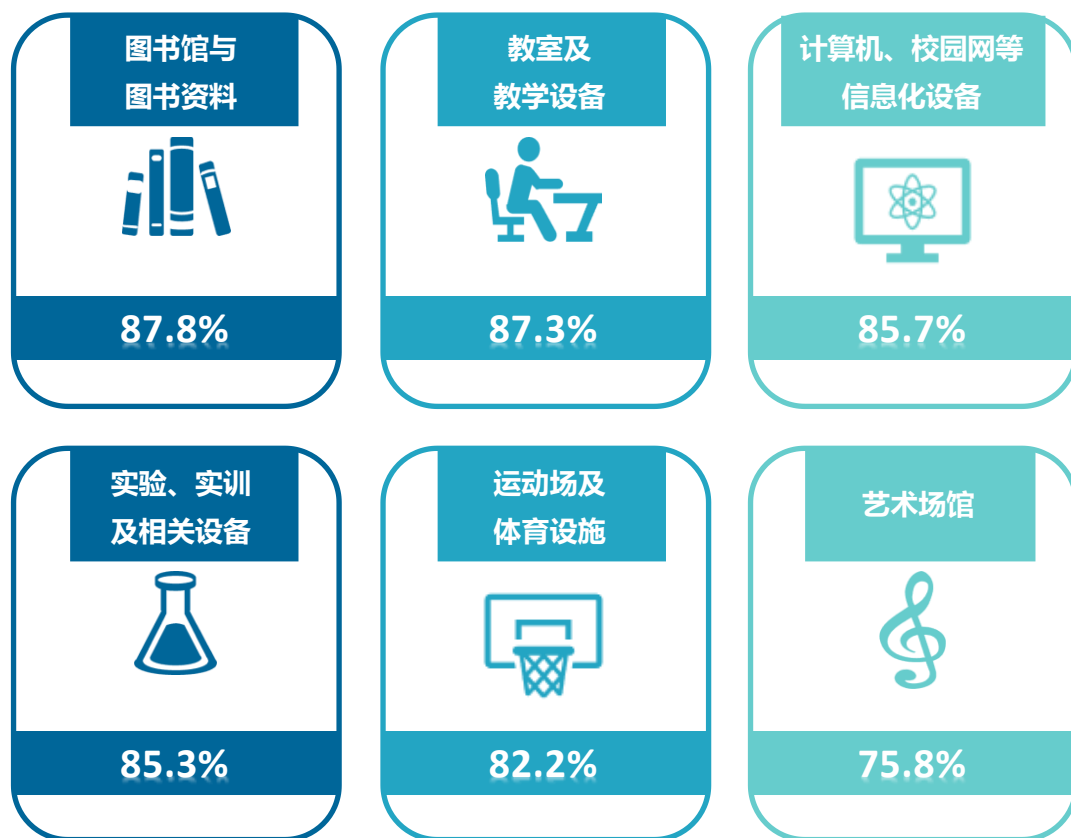 图书馆与
图书资料
87.8%
教室及
教学设备
87.3%
计算机、校园网等
信息化设备
85.7%
实验、实训
及相关设备
85.3%
运动场及
体育设施
82.2%
艺术场馆
75.8%